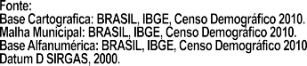 Fonte:
Base Cartografica: BRASIL, IBGE, Censo Demográfico 2010.
Malha Municipal: BRASIL, IBGE, Censo Demográfico 2010.
Base Alfanumérica: BRASIL, IBGE, Censo Demográfico 2010
Datum D SIRGAS, 2000.